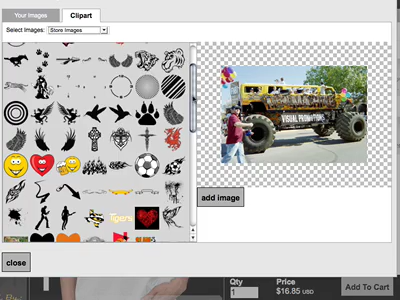 Your Images
Clipart
Select Images: Store Images
VISUAL PROMOTIONS
Tigers
add image
close
Qty
1
Price
$16.85 USD
Add To Cart